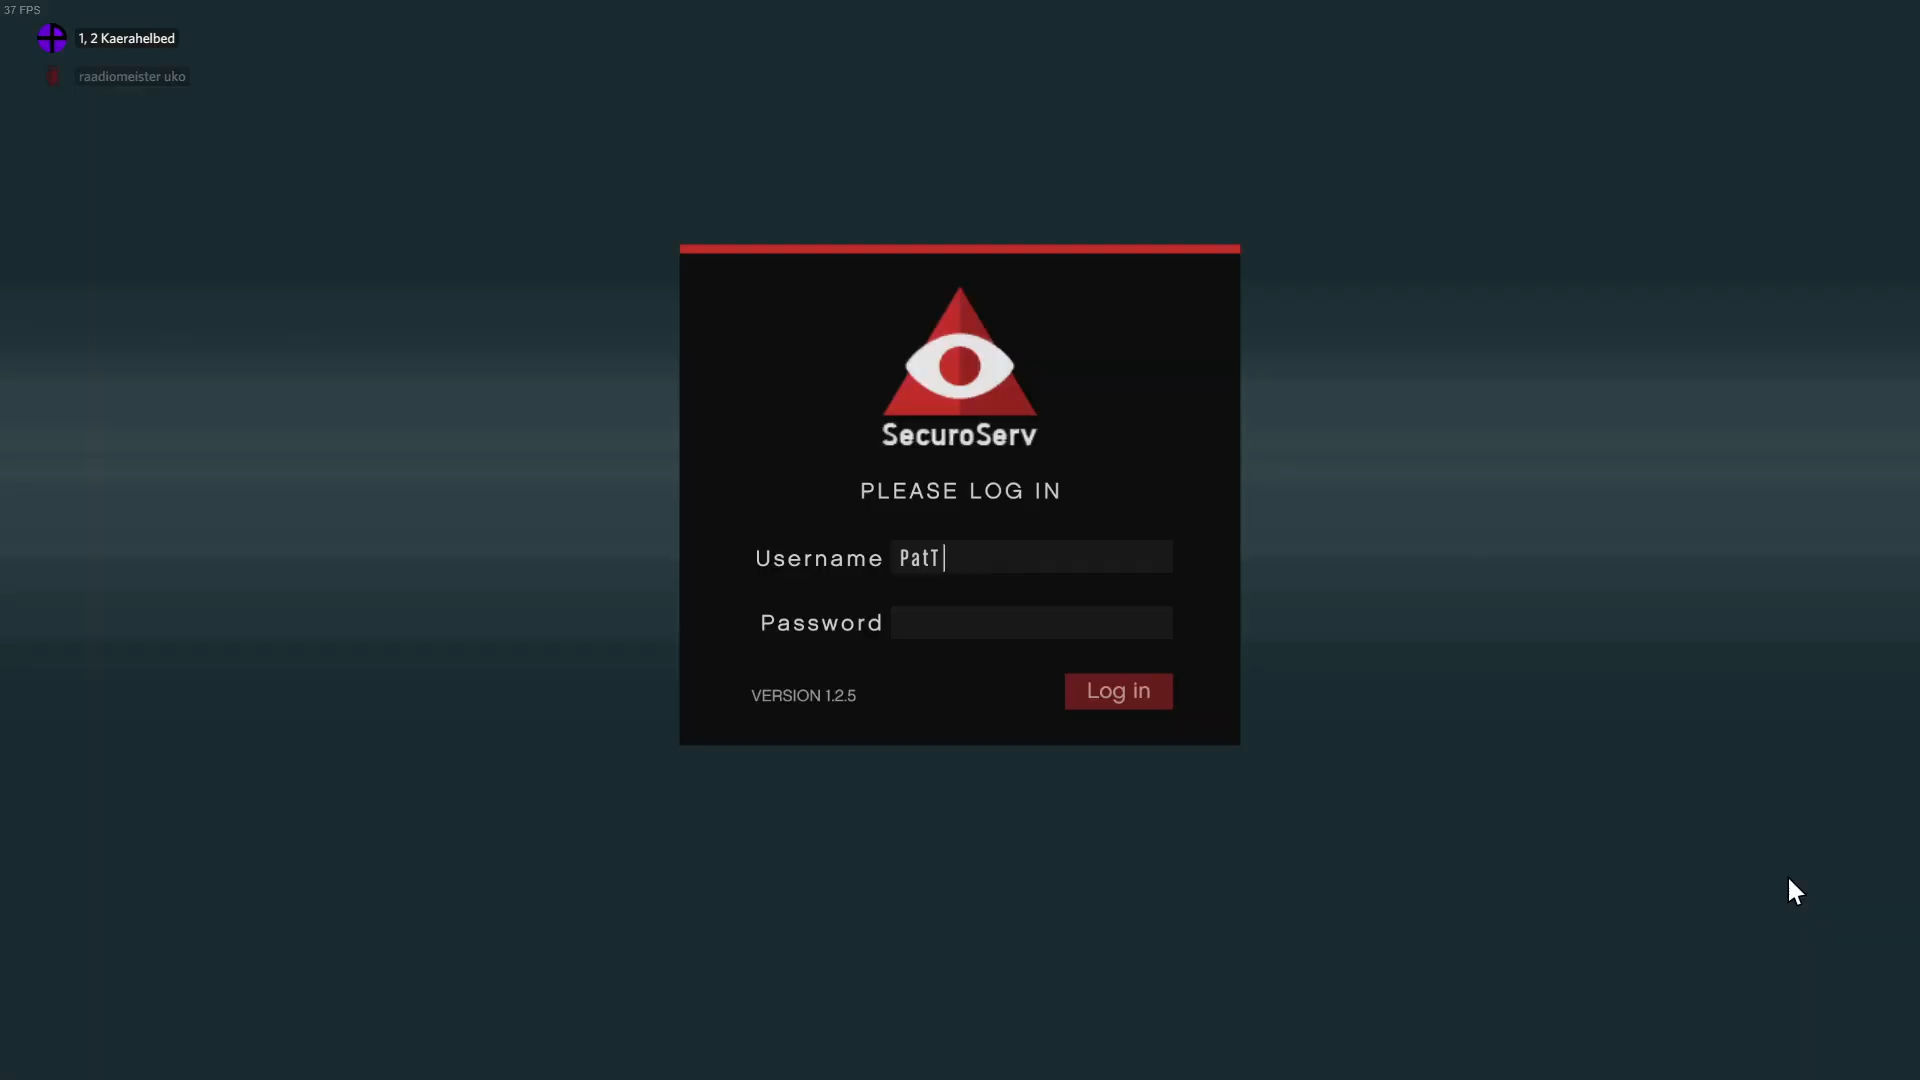 37 FPS
1, 2 Kaerahelbed
raadiomeister uko
SecuroServ
PLEASE LOG IN
Username PatT
Password
VERSION 1.2.5
Log in